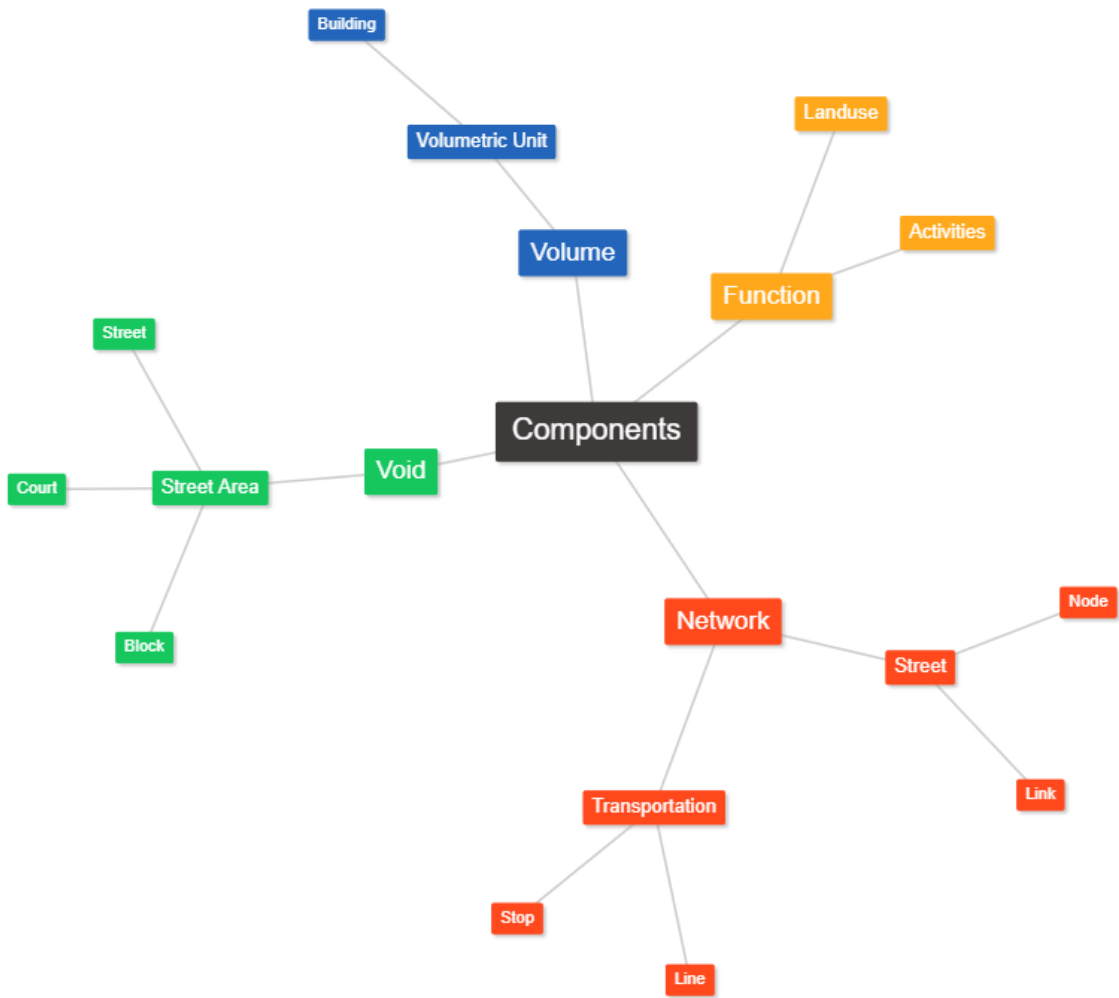 Building
Landuse
Volumetric Unit
Activities
Volume
Function
Street
Components
Void
Street Area
Court
Node
Network
Block
Street
Link
Transportation
Stop
Line